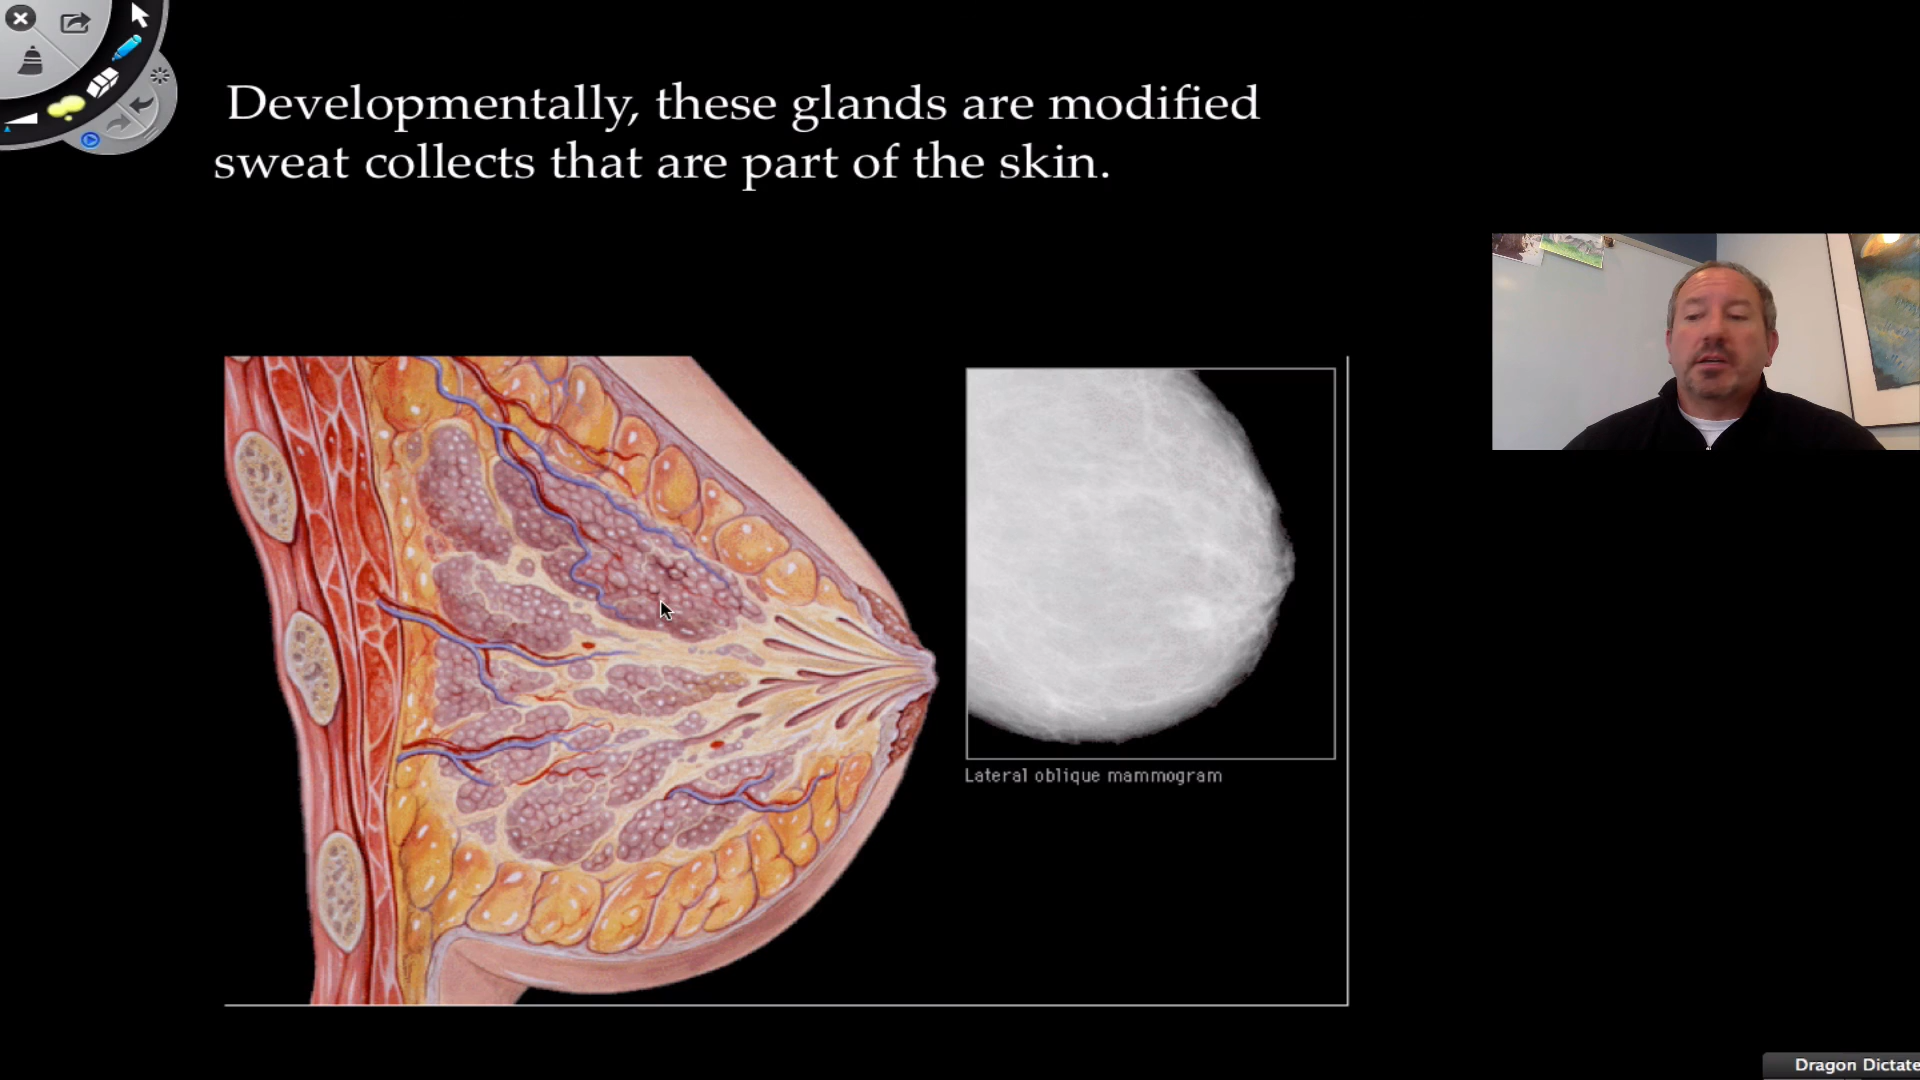 Developmentally, these glands are modified
sweat collects that are part of the skin.
Lateral oblique mammogram
Dragon Dictate